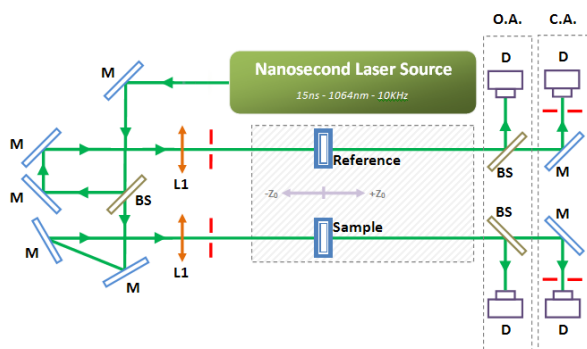 O.A.
C.A.
D
D
M
Nanosecond Laser Source
15ns - 1064nm - 10KHz
M
L1
Reference
BS
M
M
BS
-Z₀
+Z₀
M
Sample
BS
M
M
L1
D
D